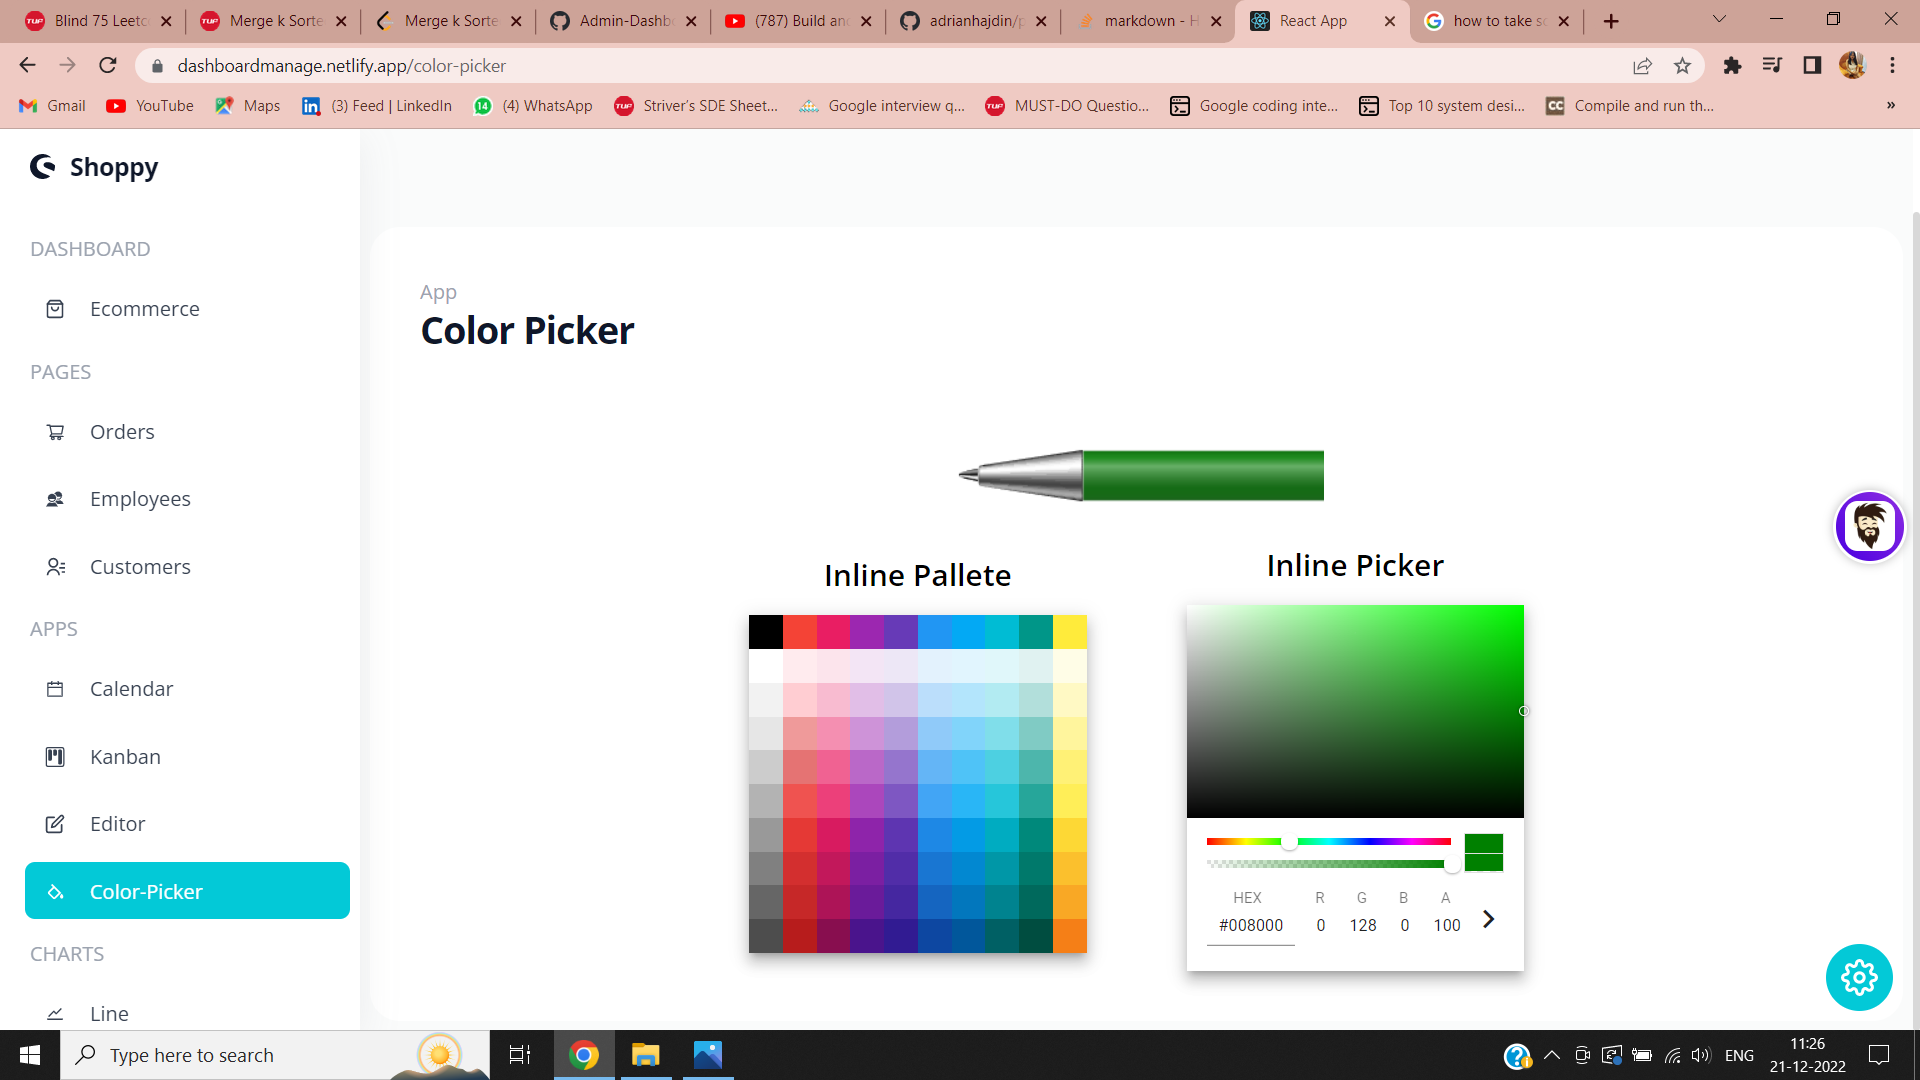 Blind 75 Leetc
Merge k Sorte
Merge k Sorte
Admin-Dashb
(787) Build an
adrianhajdin/p
markdown - H
React App
how to take sc
dashboardmanage.netlify.app/color-picker
Gmail
YouTube
Maps
(3) Feed | LinkedIn
(4) WhatsApp
Striver's SDE Sheet...
Google interview q...
MUST-DO Questio...
Google coding inte...
Top 10 system desi...
Compile and run th...
»
Shoppy
DASHBOARD
Ecommerce
PAGES
Orders
Employees
Customers
APPS
Calendar
Kanban
Editor
Color-Picker
CHARTS
Line
App
Color Picker
Inline Pallete
Inline Picker
HEX R G B A
#008000 0 128 0 100
Type here to search
ENG
11:26
21-12-2022